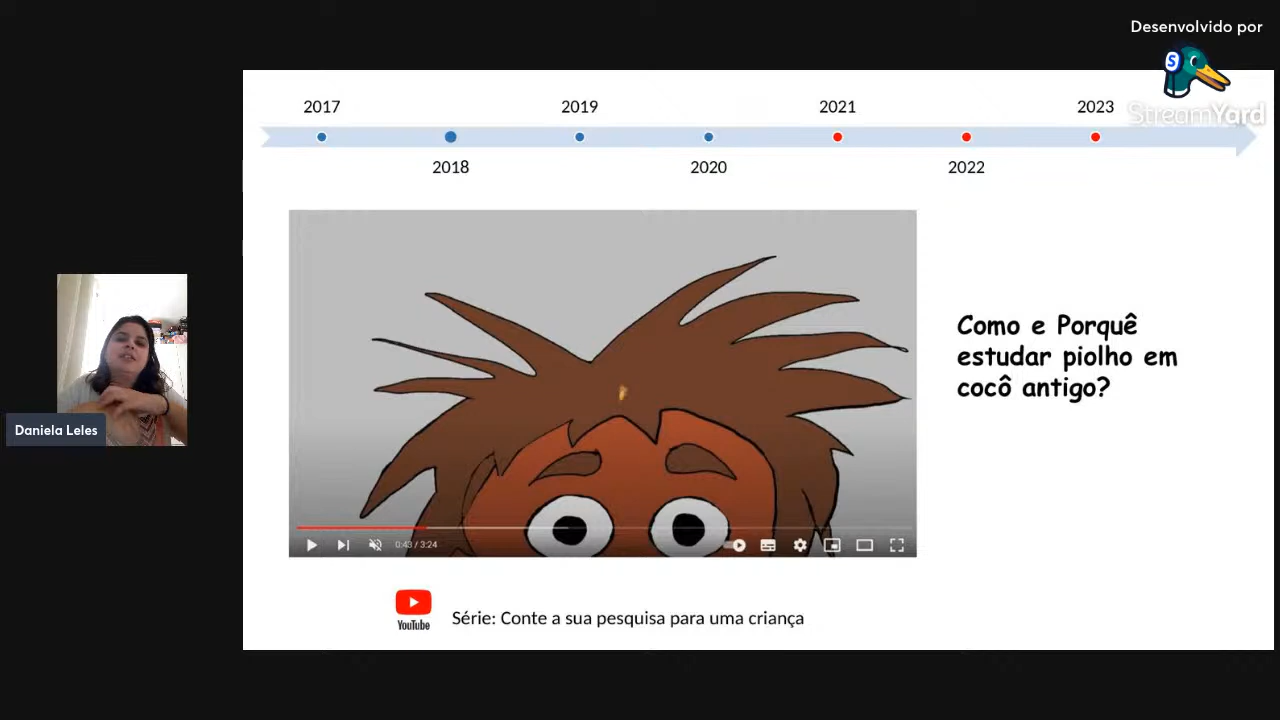 Desenvolvido por
StreamYard
2017
2019
2021
2023
2018
2020
2022
Como e Porquê
estudar piolho em
cocô antigo?
Daniela Leles
0:43 / 3:24
YouTube
Série: Conte a sua pesquisa para uma criança